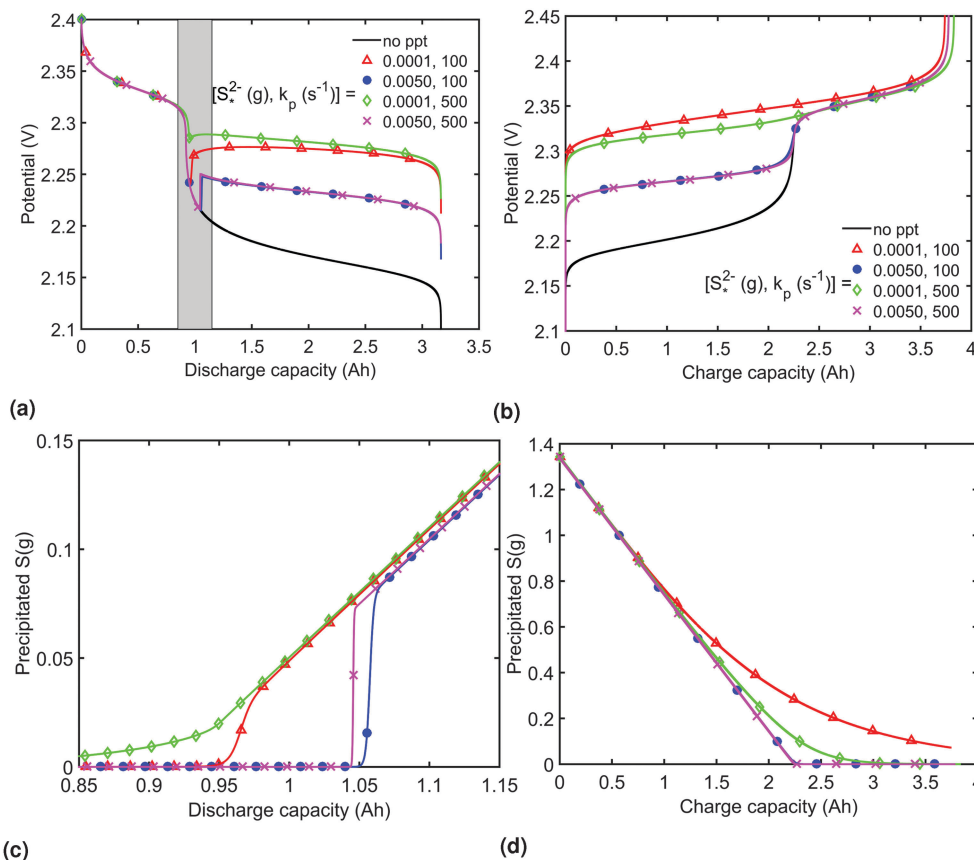 2.4
2.35
2.3
2.25
2.2
2.15
2.1
Potential (V)
no ppt
0.0001, 100
0.0050, 100
0.0001, 500
0.0050, 500
[S*²⁻ (g), kₚ (s⁻¹)] =
0 0.5 1 1.5 2 2.5 3 3.5
Discharge capacity (Ah)
(a)
2.45
2.4
2.35
2.3
2.25
2.2
2.15
2.1
Potential (V)
no ppt
0.0001, 100
0.0050, 100
0.0001, 500
0.0050, 500
[S*²⁻ (g), kₚ (s⁻¹)] =
0 0.5 1 1.5 2 2.5 3 3.5 4
Charge capacity (Ah)
(b)
0.15
0.1
0.05
0
Precipitated S(g)
0.85 0.9 0.95 1 1.05 1.1 1.15
Discharge capacity (Ah)
(c)
1.4
1.2
1
0.8
0.6
0.4
0.2
0
Precipitated S(g)
0 0.5 1 1.5 2 2.5 3 3.5 4
Charge capacity (Ah)
(d)